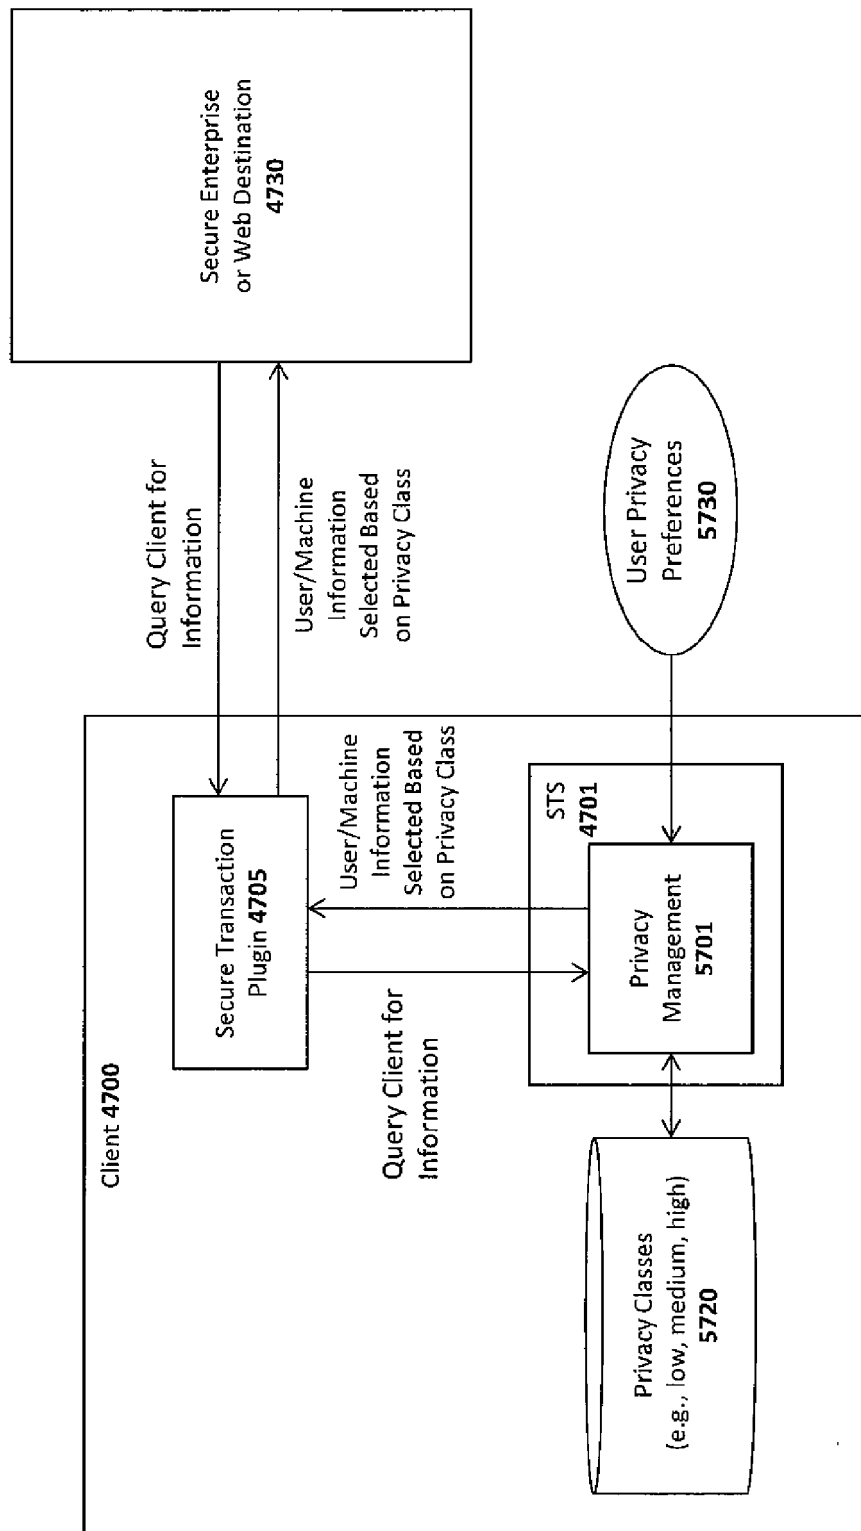 Client 4700
Secure Transaction
Plugin 4705
Query Client for
Information
User/Machine
Information
Selected Based
on Privacy Class
Secure Enterprise
or Web Destination
4730
Query Client for
Information
User/Machine
Information
Selected Based
on Privacy Class
STS
4701
Privacy
Management
5701
Privacy Classes
(e.g., low, medium, high)
5720
User Privacy
Preferences
5730